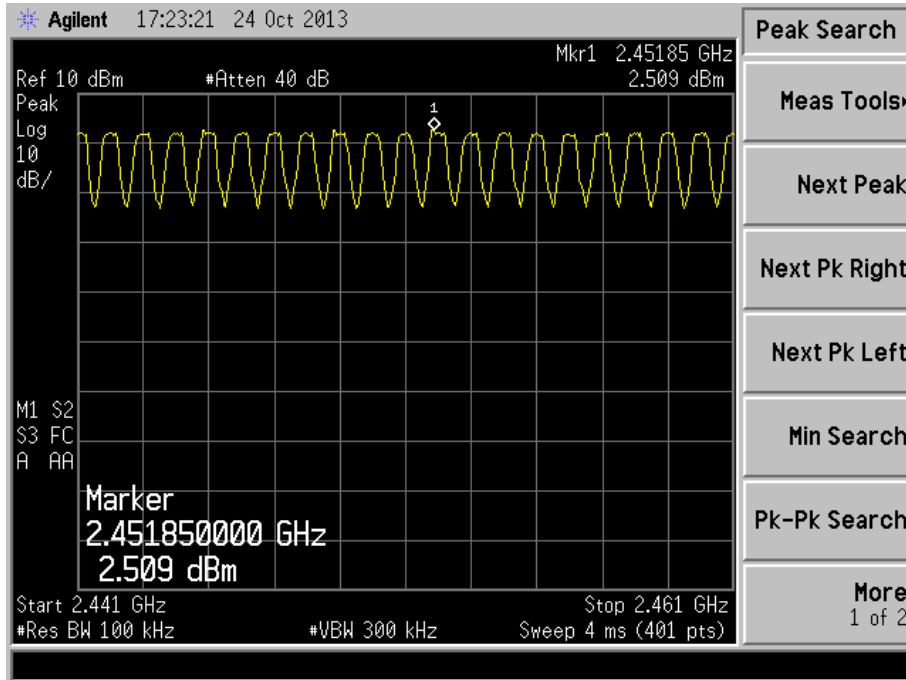 Agilent 17:23:21 24 Oct 2013
Mkr1 2.45185 GHz
Ref 10 dBm #Atten 40 dB 2.509 dBm
Peak
Log
10
dB/
1
M1 S2
S3 FC
A AA
Marker
2.451850000 GHz
2.509 dBm
Start 2.441 GHz Stop 2.461 GHz
#Res BW 100 kHz #VBW 300 kHz Sweep 4 ms (401 pts)
Peak Search
Meas Tools
Next Peak
Next Pk Right
Next Pk Left
Min Search
Pk-Pk Search
More
1 of 2